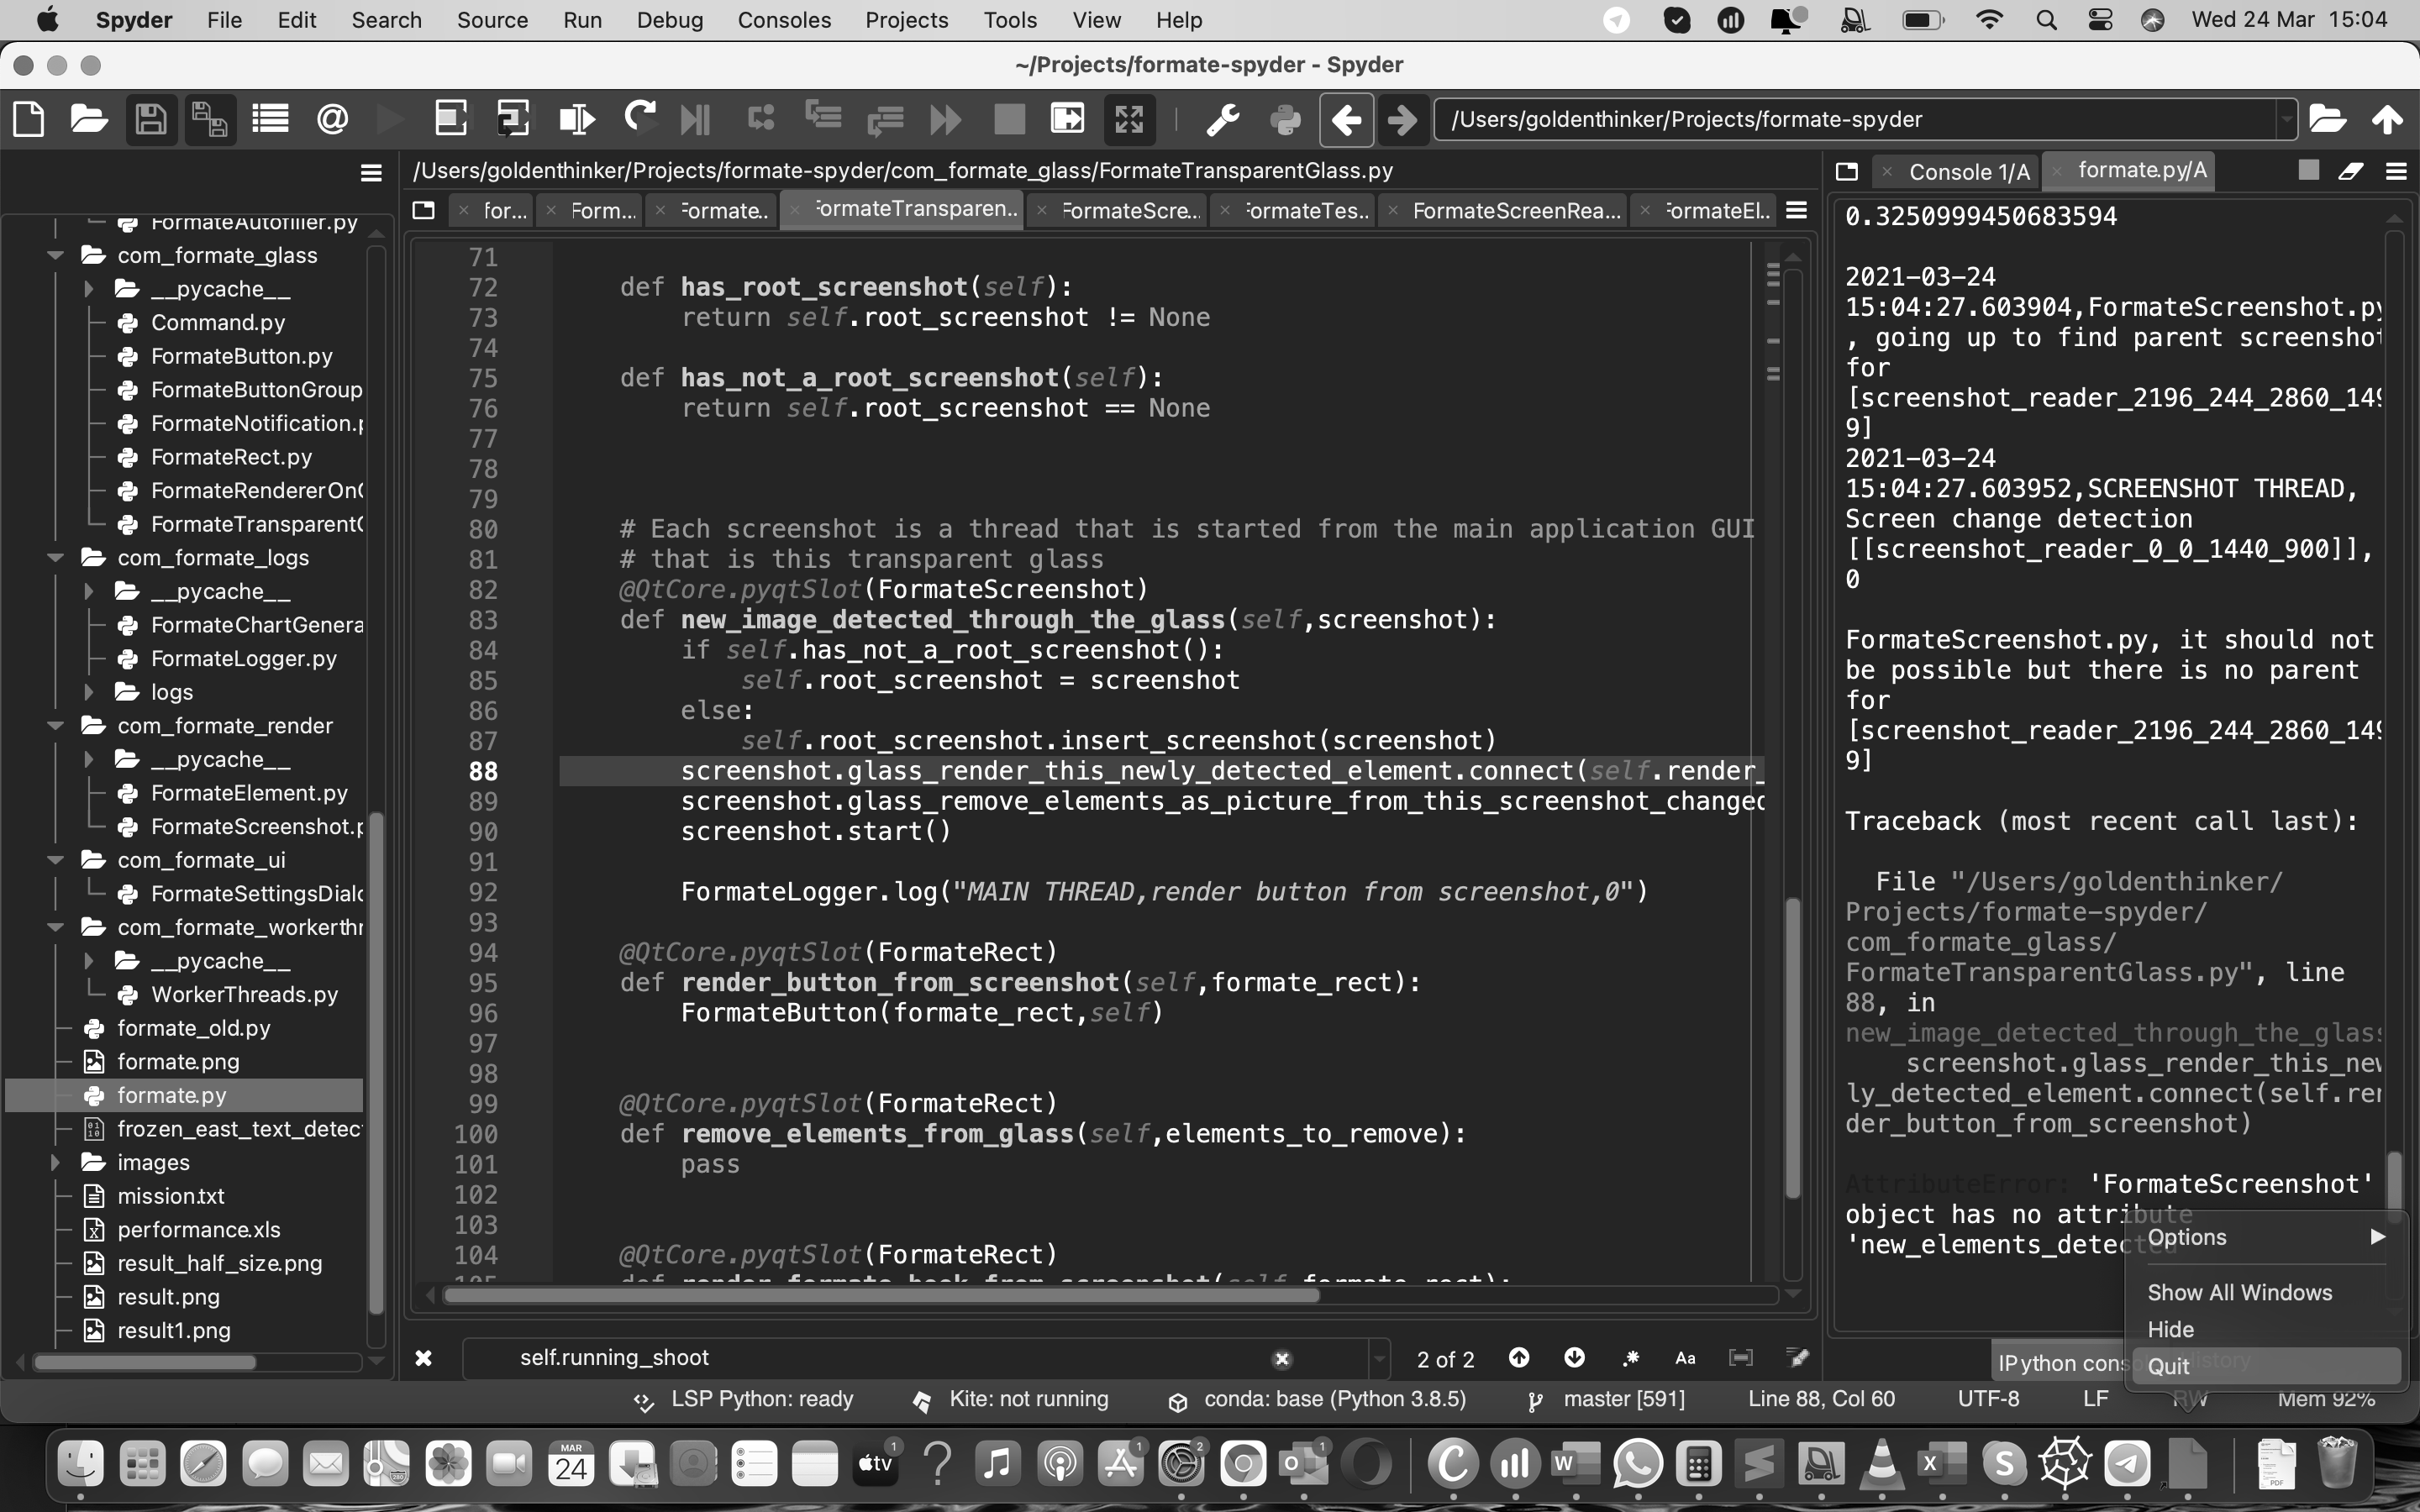 Spyder File Edit Search Source Run Debug Consoles Projects Tools View Help Wed 24 Mar 15:04
~/Projects/formate-spyder - Spyder
/Users/goldenthinker/Projects/formate-spyder
FormateAutofiller.py
com_formate_glass
__pycache__
Command.py
FormateButton.py
FormateButtonGroup
FormateNotification.p
FormateRect.py
FormateRendererOn
FormateTransparent
com_formate_logs
__pycache__
FormateChartGenera
FormateLogger.py
logs
com_formate_render
__pycache__
FormateElement.py
FormateScreenshot.p
com_formate_ui
FormateSettingsDial
com_formate_workerthr
__pycache__
WorkerThreads.py
formate_old.py
formate.png
formate.py
frozen_east_text_detec
images
mission.txt
performance.xls
result_half_size.png
result.png
result1.png
/Users/goldenthinker/Projects/formate-spyder/com_formate_glass/FormateTransparentGlass.py
for... Form... Formate.. FormateTransparen.. FormateScre... FormateTes.. FormateScreenRea... FormateEl..
71
72 def has_root_screenshot(self):
73 return self.root_screenshot != None
74
75 def has_not_a_root_screenshot(self):
76 return self.root_screenshot == None
77
78
79
80 # Each screenshot is a thread that is started from the main application GUI
81 # that is this transparent glass
82 @QtCore.pyqtSlot(FormateScreenshot)
83 def new_image_detected_through_the_glass(self,screenshot):
84 if self.has_not_a_root_screenshot():
85 self.root_screenshot = screenshot
86 else:
87 self.root_screenshot.insert_screenshot(screenshot)
88 screenshot.glass_render_this_newly_detected_element.connect(self.render_
89 screenshot.glass_remove_elements_as_picture_from_this_screenshot_changed
90 screenshot.start()
91
92 FormateLogger.log("MAIN THREAD,render button from screenshot,0")
93
94 @QtCore.pyqtSlot(FormateRect)
95 def render_button_from_screenshot(self,formate_rect):
96 FormateButton(formate_rect,self)
97
98
99 @QtCore.pyqtSlot(FormateRect)
100 def remove_elements_from_glass(self,elements_to_remove):
101 pass
102
103
104 @QtCore.pyqtSlot(FormateRect)
self.running_shoot 2 of 2 Aa
Console 1/A formate.py/A
0.3250999450683594
2021-03-24
15:04:27.603904,FormateScreenshot.py
, going up to find parent screenshot
for
[screenshot_reader_2196_244_2860_149
9]
2021-03-24
15:04:27.603952,SCREENSHOT THREAD,
Screen change detection
[[screenshot_reader_0_0_1440_900]],
0
FormateScreenshot.py, it should not
be possible but there is no parent
for
[screenshot_reader_2196_244_2860_149
9]
Traceback (most recent call last):
File "/Users/goldenthinker/
Projects/formate-spyder/
com_formate_glass/
FormateTransparentGlass.py", line
88, in
new_image_detected_through_the_glass
screenshot.glass_render_this_new
ly_detected_element.connect(self.ren
der_button_from_screenshot)
AttributeError: 'FormateScreenshot'
object has no attribute
'new_elements_detected
Options
Show All Windows
Hide
Quit
IPython conso History
LSP Python: ready Kite: not running conda: base (Python 3.8.5) master [591] Line 88, Col 60 UTF-8 LF RW Mem 92%
MAR
24
tv 1
1
2
1
PDF